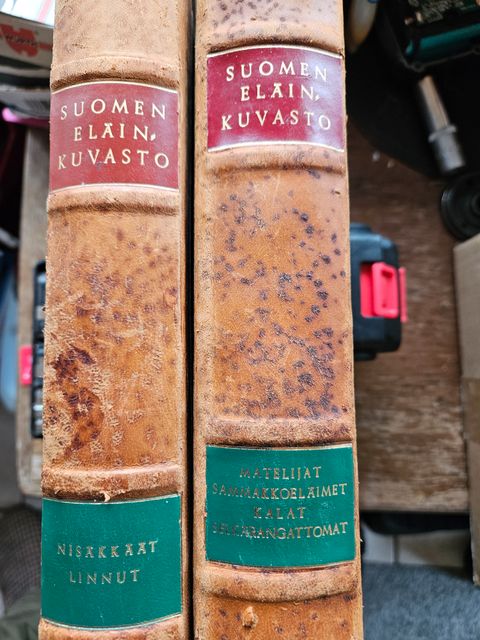 SUOMEN
ELÄIN,
KUVASTO
NISÄKKÄÄT
LINNUT
SUOMEN
ELÄIN,
KUVASTO
MATELIJAT
SAMMAKKOELÄIMET
KALAT
SELKÄRANGATTOMAT